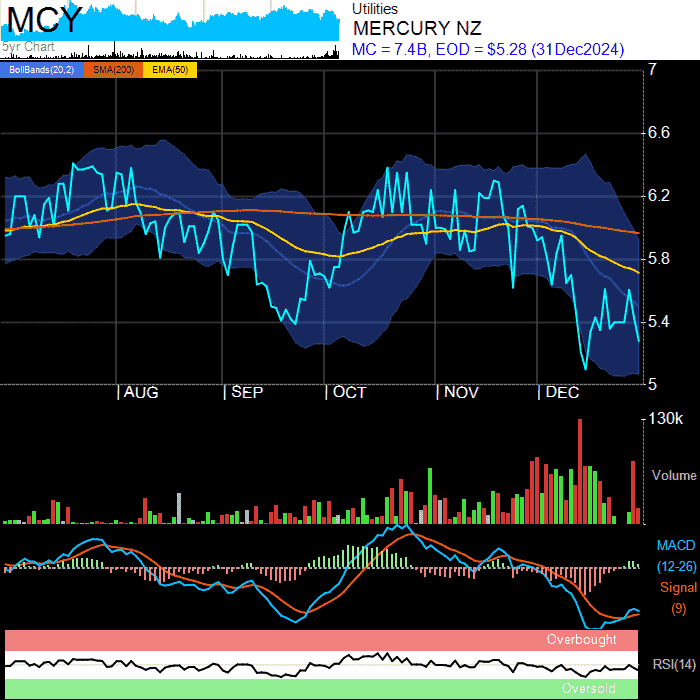 MCY
5yr Chart
Utilities
MERCURY NZ
MC = 7.4B, EOD = $5.28 (31Dec2024)
BollBands(20,2) SMA(200) EMA(50)
7
6.6
6.2
5.8
5.4
5
| AUG | SEP | OCT | NOV | DEC
130k
Volume
MACD
(12-26)
Signal
(9)
Overbought
RSI(14)
Oversold